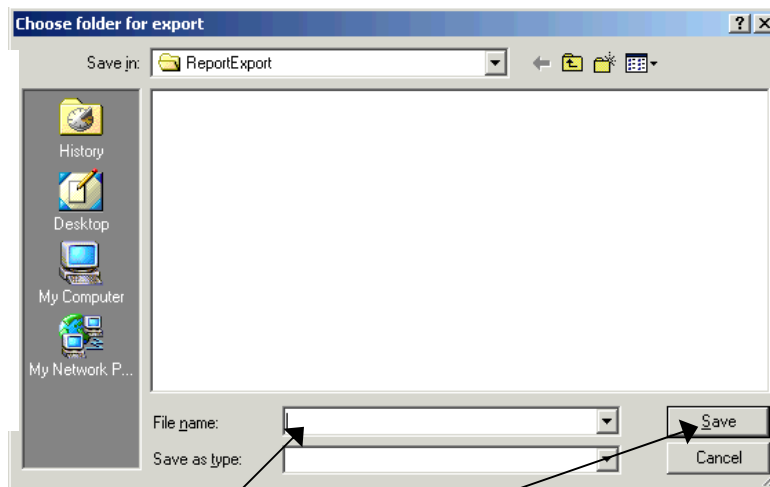 Choose folder for export
Save in: ReportExport
History
Desktop
My Computer
My Network P...
File name:
Save
Save as type:
Cancel